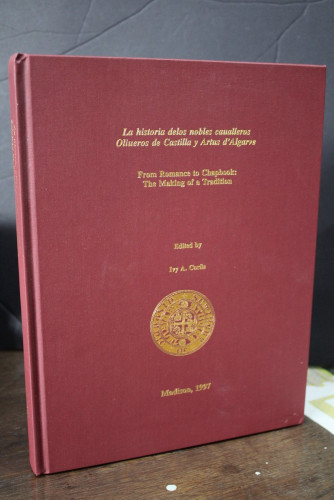 La historia delos nobles caualleros
Oliueros de Castilla y Artus d'Algarve
From Romance to Chapbook:
The Making of a Tradition
Edited by
Ivy A. Corfis
Madison, 1997